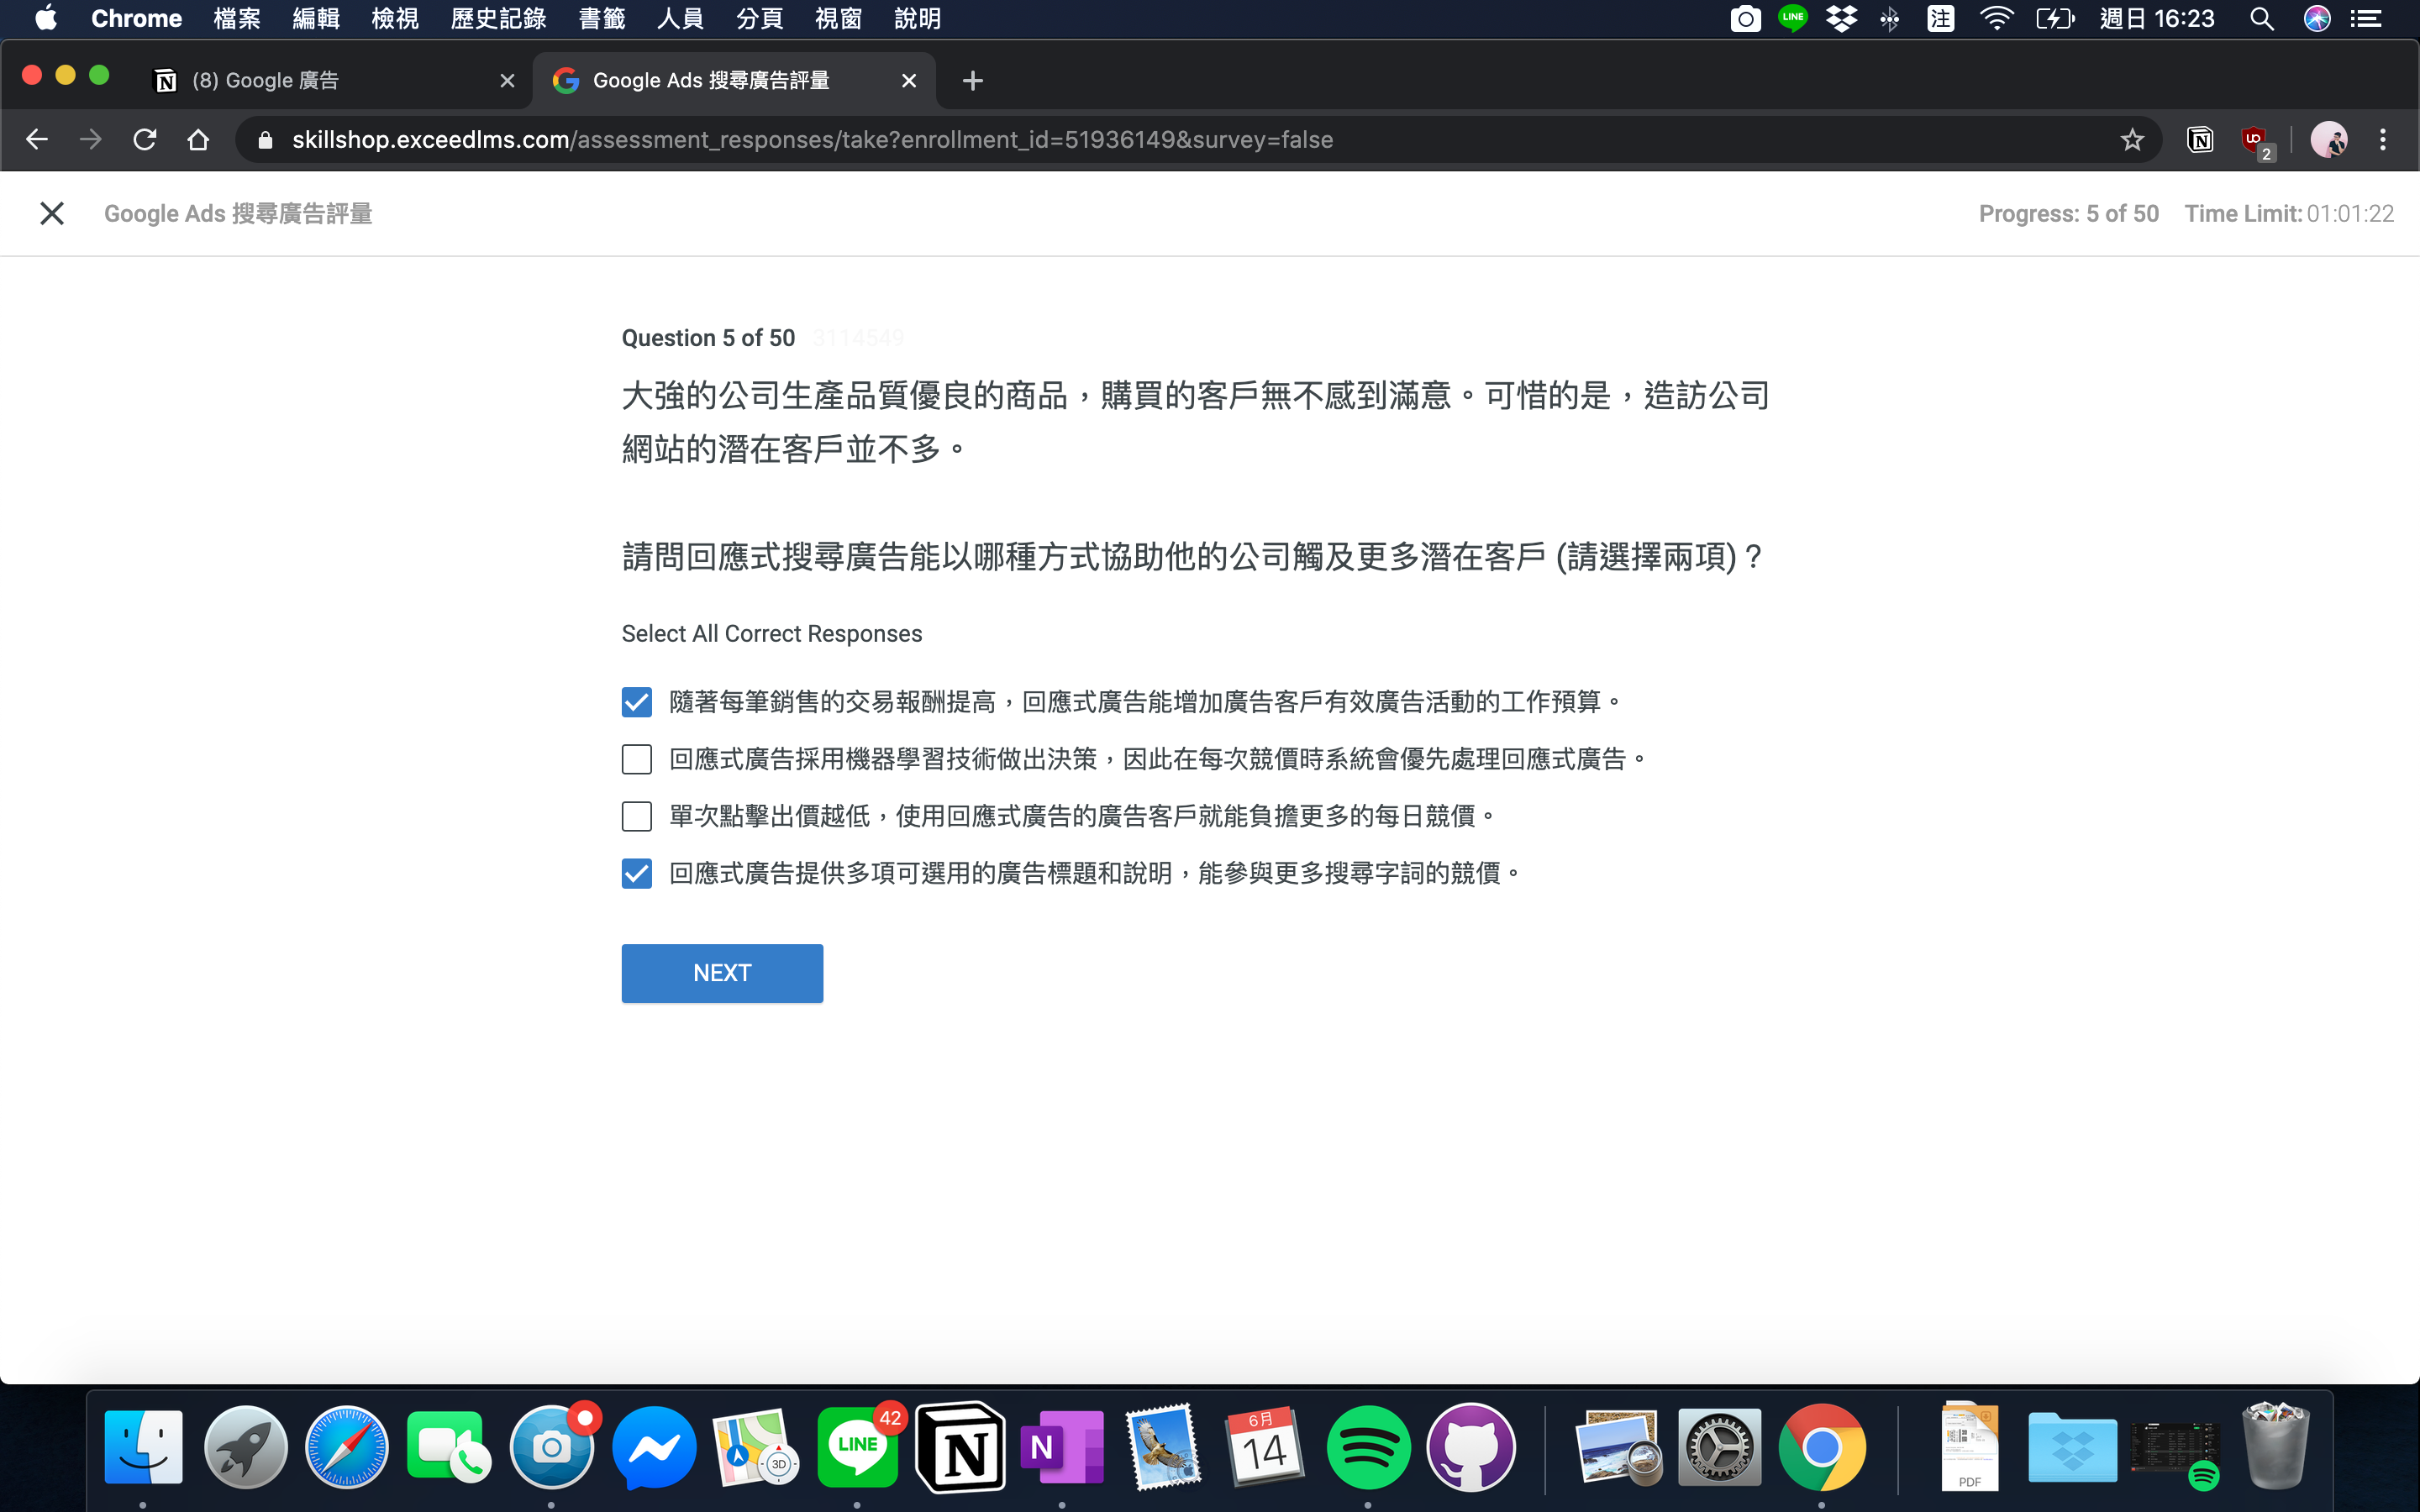 Chrome 檔案 編輯 檢視 歷史記錄 書籤 人員 分頁 視窗 說明 LINE 注 週日 16:23
(8) Google 廣告 Google Ads 搜尋廣告評量
skillshop.exceedlms.com/assessment_responses/take?enrollment_id=51936149&survey=false 2
Google Ads 搜尋廣告評量 Progress: 5 of 50 Time Limit: 01:01:22
Question 5 of 50 3114549
大強的公司生產品質優良的商品，購買的客戶無不感到滿意。可惜的是，造訪公司
網站的潛在客戶並不多。
請問回應式搜尋廣告能以哪種方式協助他的公司觸及更多潛在客戶 (請選擇兩項)？
Select All Correct Responses
隨著每筆銷售的交易報酬提高，回應式廣告能增加廣告客戶有效廣告活動的工作預算。
回應式廣告採用機器學習技術做出決策，因此在每次競價時系統會優先處理回應式廣告。
單次點擊出價越低，使用回應式廣告的廣告客戶就能負擔更多的每日競價。
回應式廣告提供多項可選用的廣告標題和說明，能參與更多搜尋字詞的競價。
NEXT
3D LINE 42 N N 6月 14 PDF